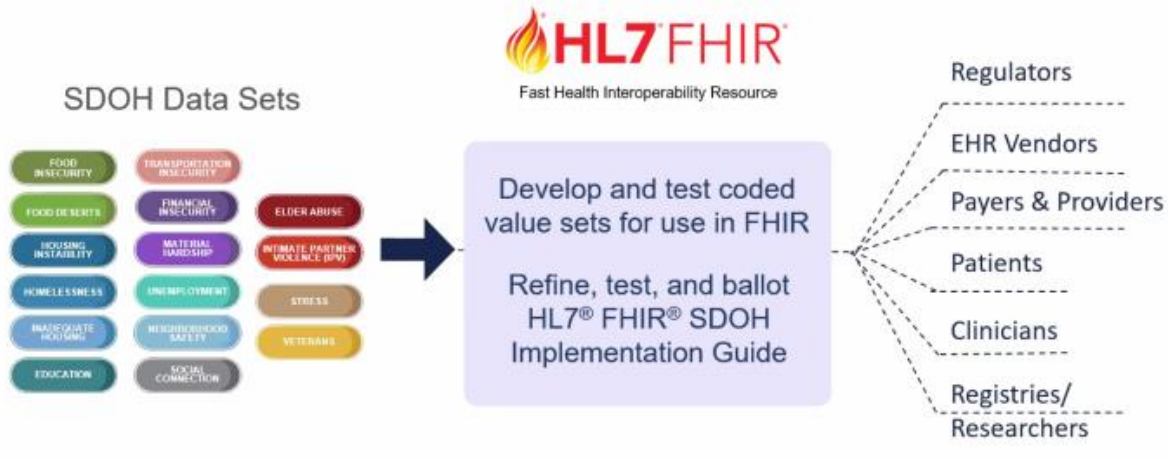 HL7® FHIR®
Fast Health Interoperability Resource
SDOH Data Sets
FOOD
INSECURITY
FOOD DESERTS
HOUSING
INSTABILITY
HOMELESSNESS
INADEQUATE
HOUSING
EDUCATION
TRANSPORTATION
INSECURITY
FINANCIAL
INSECURITY
MATERIAL
HARDSHIP
UNEMPLOYMENT
NEIGHBORHOOD
SAFETY
SOCIAL
CONNECTION
ELDER ABUSE
INTIMATE PARTNER
VIOLENCE (IPV)
STRESS
VETERANS
Develop and test coded
value sets for use in FHIR
Refine, test, and ballot
HL7® FHIR® SDOH
Implementation Guide
Regulators
EHR Vendors
Payers & Providers
Patients
Clinicians
Registries/
Researchers